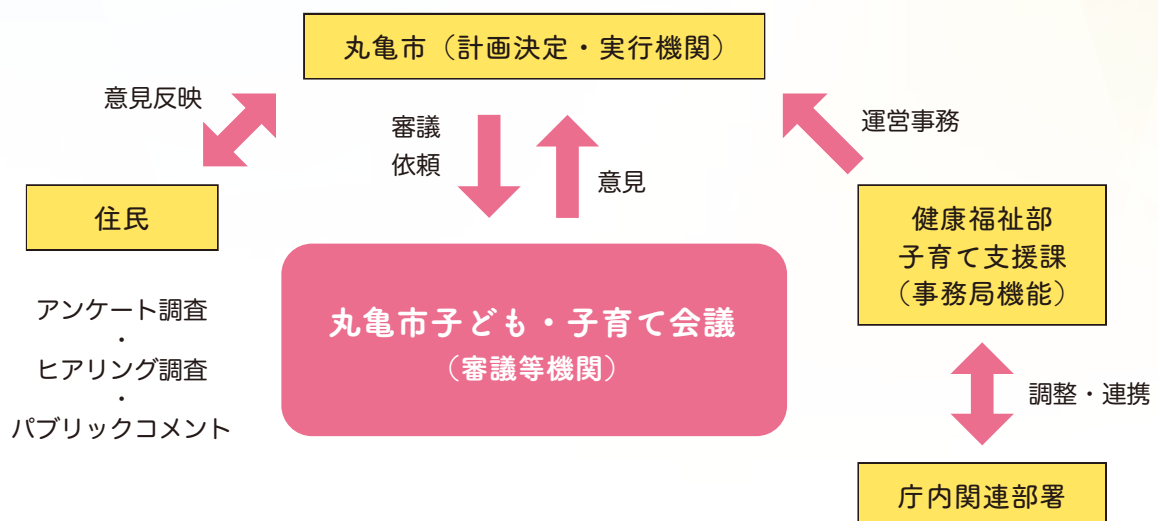 丸亀市（計画決定・実行機関）
意見反映
審議
依頼
意見
運営事務
住民
健康福祉部
子育て支援課
（事務局機能）
丸亀市子ども・子育て会議
（審議等機関）
アンケート調査
・
ヒアリング調査
・
パブリックコメント
調整・連携
庁内関連部署